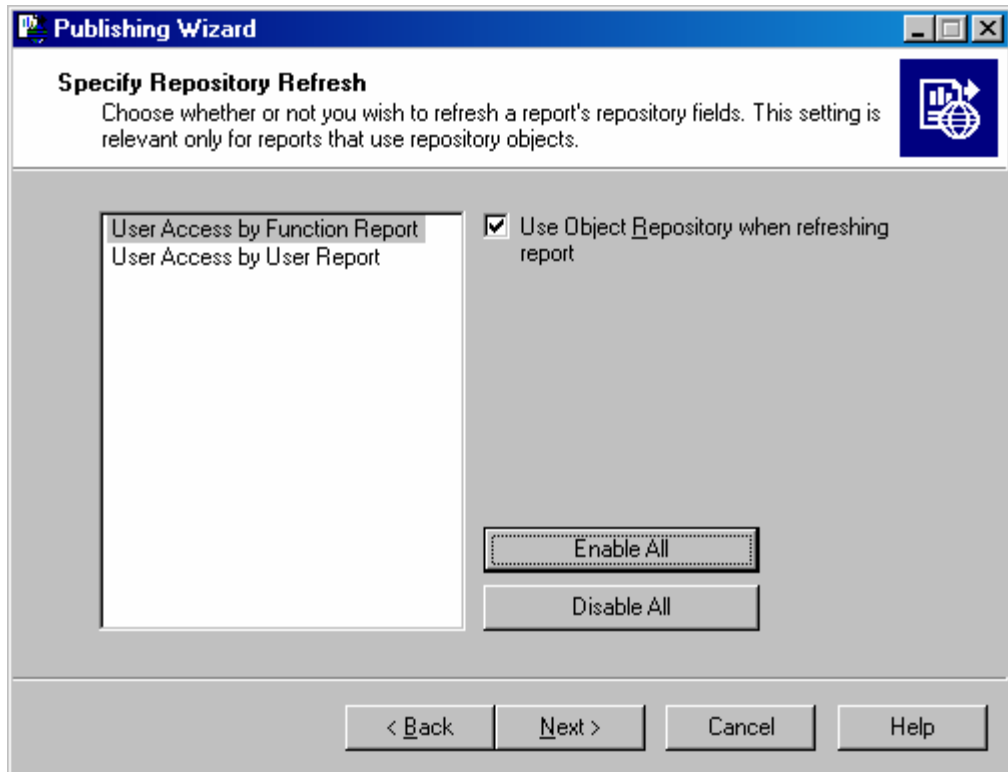 Publishing Wizard
Specify Repository Refresh
Choose whether or not you wish to refresh a report's repository fields. This setting is
relevant only for reports that use repository objects.
User Access by Function Report
User Access by User Report
Use Object Repository when refreshing
report
Enable All
Disable All
< Back
Next >
Cancel
Help